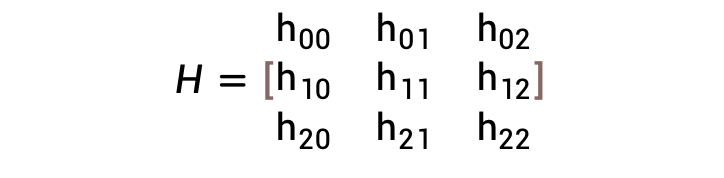 h₀₀ h₀₁ h₀₂
H = [h₁₀ h₁₁ h₁₂]
h₂₀ h₂₁ h₂₂